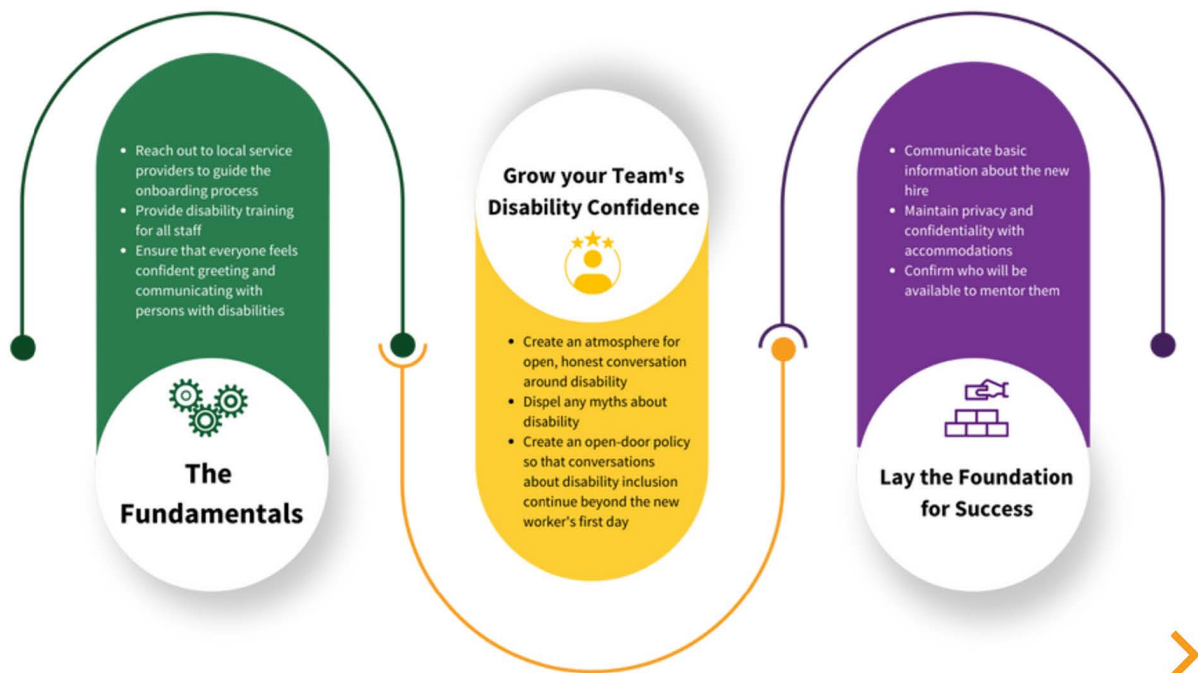 • Reach out to local service
providers to guide the
onboarding process
• Provide disability training
for all staff
• Ensure that everyone feels
confident greeting and
communicating with
persons with disabilities
The
Fundamentals
Grow your Team's
Disability Confidence
• Create an atmosphere for
open, honest conversation
around disability
• Dispel any myths about
disability
• Create an open-door policy
so that conversations
about disability inclusion
continue beyond the new
worker's first day
• Communicate basic
information about the new
hire
• Maintain privacy and
confidentiality with
accommodations
• Confirm who will be
available to mentor them
Lay the Foundation
for Success